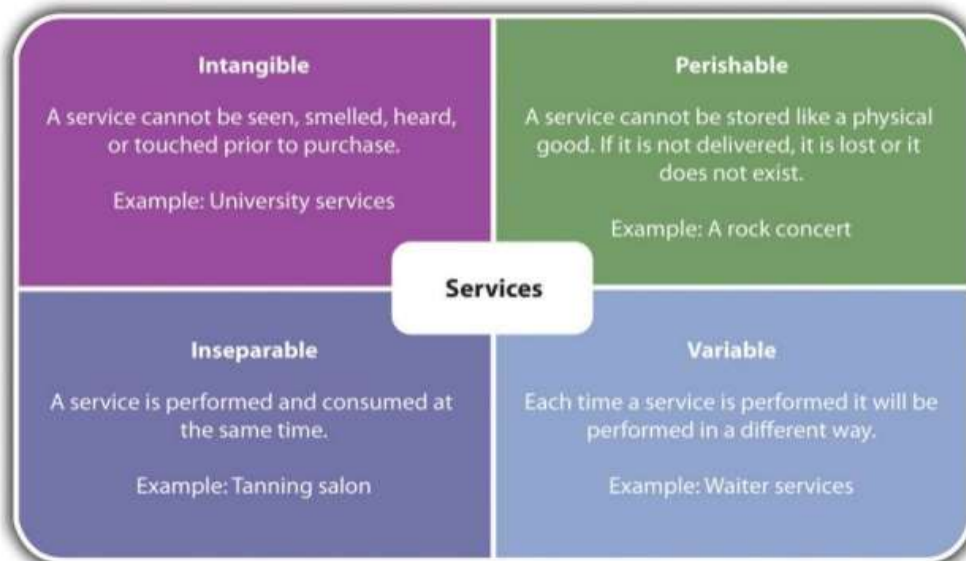 Intangible
A service cannot be seen, smelled, heard,
or touched prior to purchase.
Example: University services
Perishable
A service cannot be stored like a physical
good. If it is not delivered, it is lost or it
does not exist.
Example: A rock concert
Services
Inseparable
A service is performed and consumed at
the same time.
Example: Tanning salon
Variable
Each time a service is performed it will be
performed in a different way.
Example: Waiter services